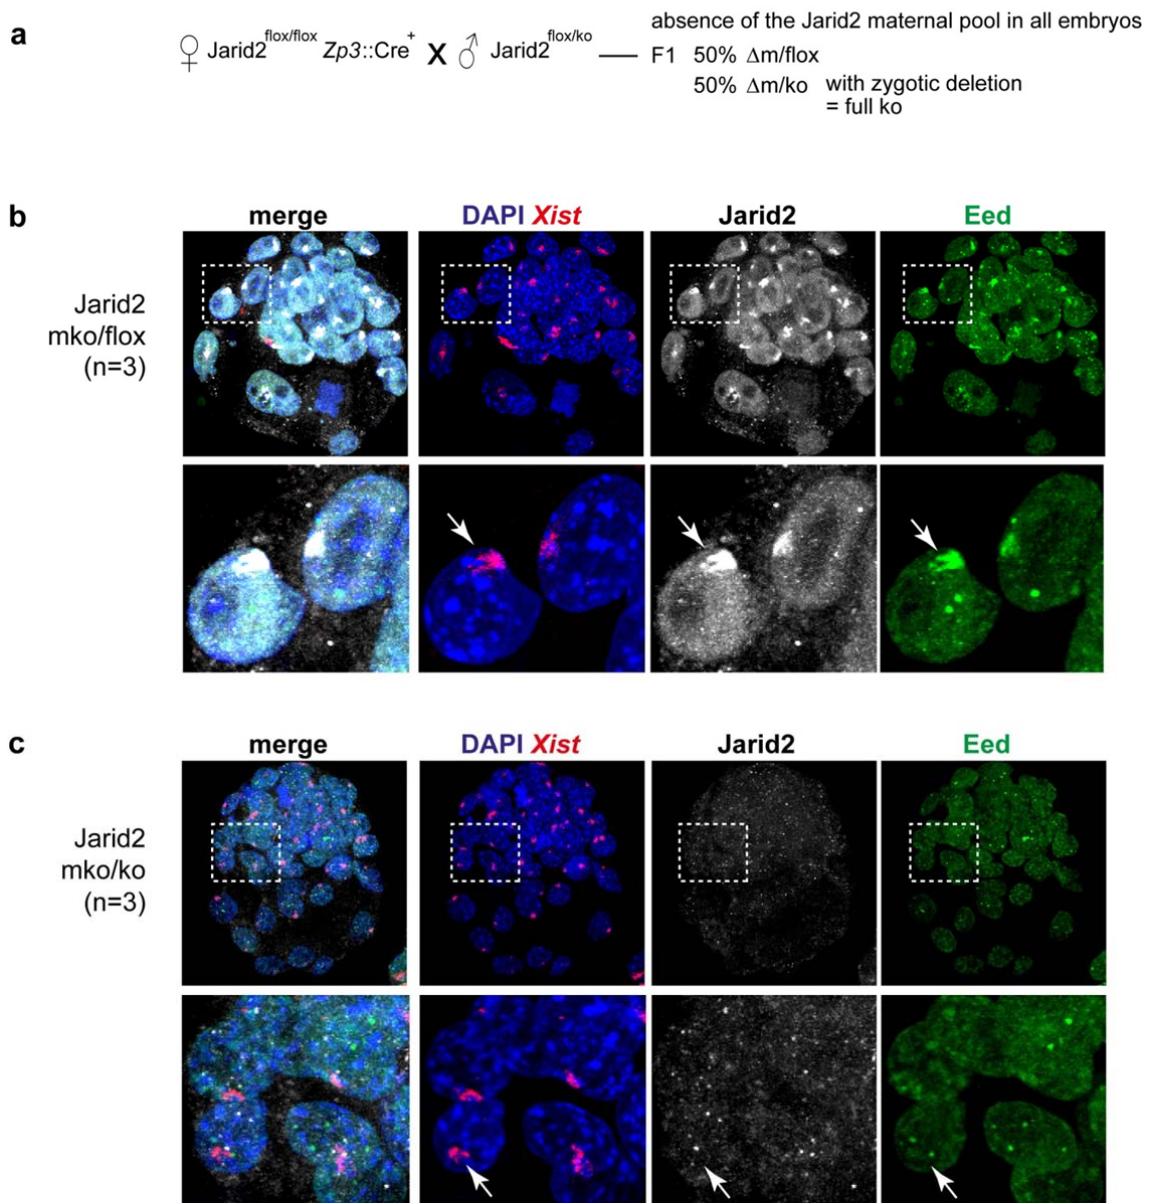 a
absence of the Jarid2 maternal pool in all embryos
♀ Jarid2flox/flox Zp3::Cre+ X ♂ Jarid2flox/ko — F1 50% Δm/flox
50% Δm/ko with zygotic deletion
= full ko
b
merge DAPI Xist Jarid2 Eed
Jarid2
mko/flox
(n=3)
c
merge DAPI Xist Jarid2 Eed
Jarid2
mko/ko
(n=3)